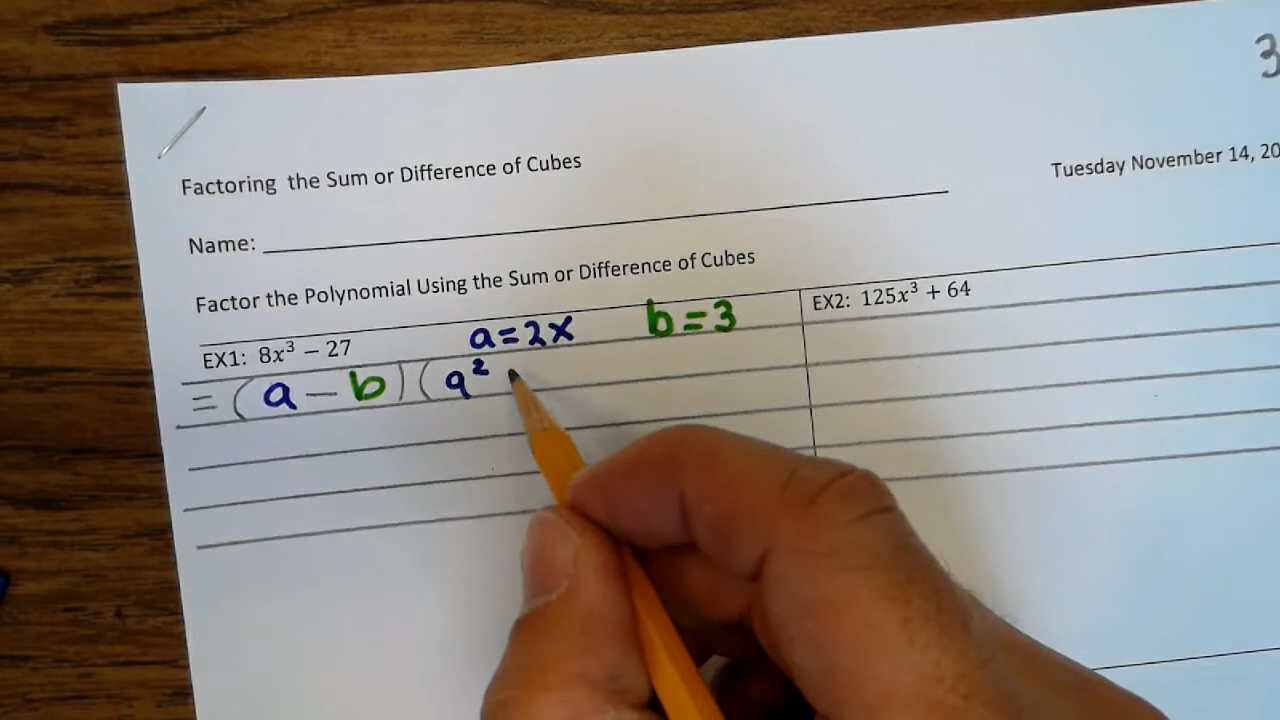 3
Factoring the Sum or Difference of Cubes
Tuesday November 14, 20
Name:
Factor the Polynomial Using the Sum or Difference of Cubes
EX1: 8x³ − 27 a=2x b=3
EX2: 125x³ + 64
= (a − b)(a²